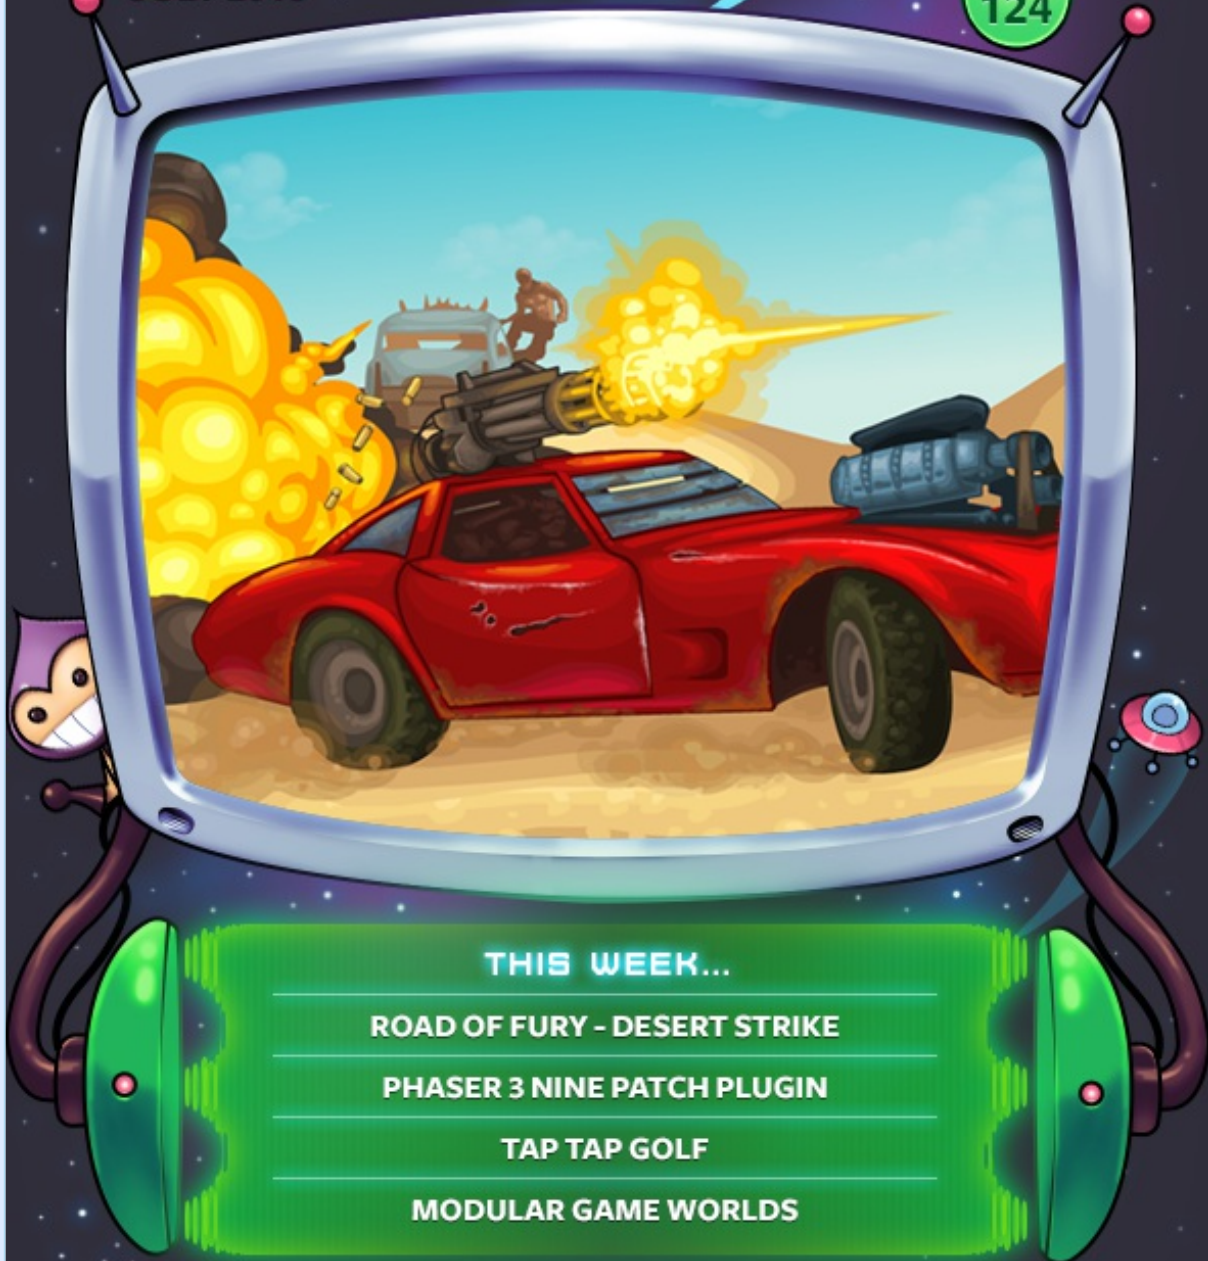 124
THIS WEEK...
ROAD OF FURY - DESERT STRIKE
PHASER 3 NINE PATCH PLUGIN
TAP TAP GOLF
MODULAR GAME WORLDS